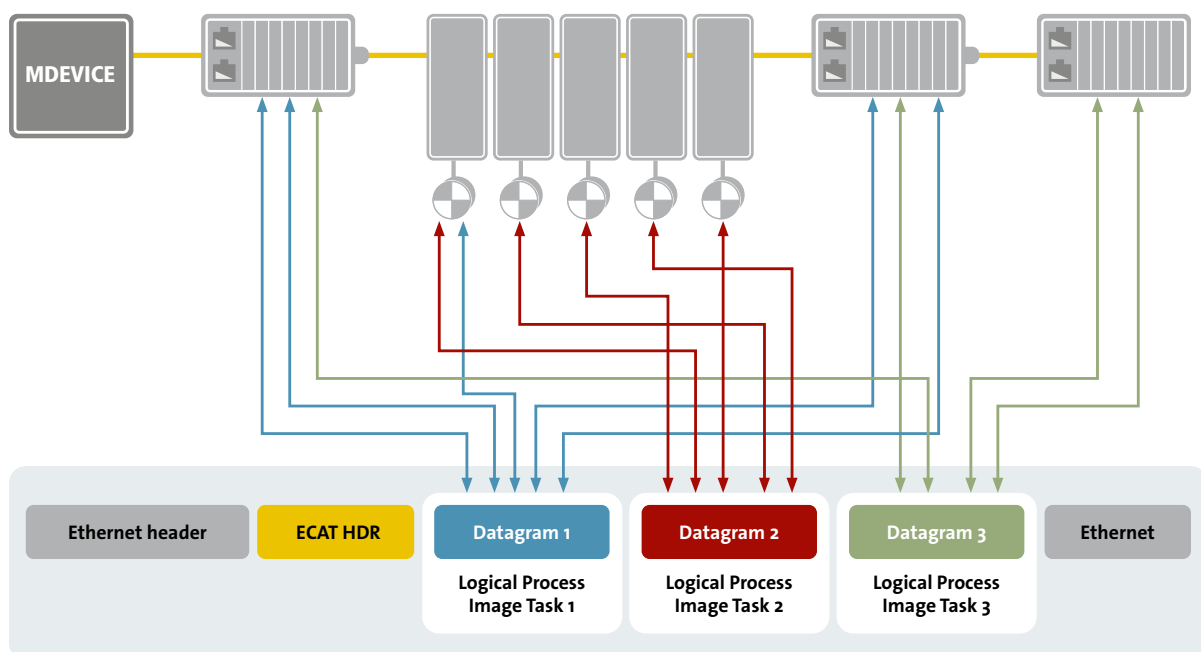 MDEVICE
Ethernet header
ECAT HDR
Datagram 1
Datagram 2
Datagram 3
Ethernet
Logical Process
Image Task 1
Logical Process
Image Task 2
Logical Process
Image Task 3